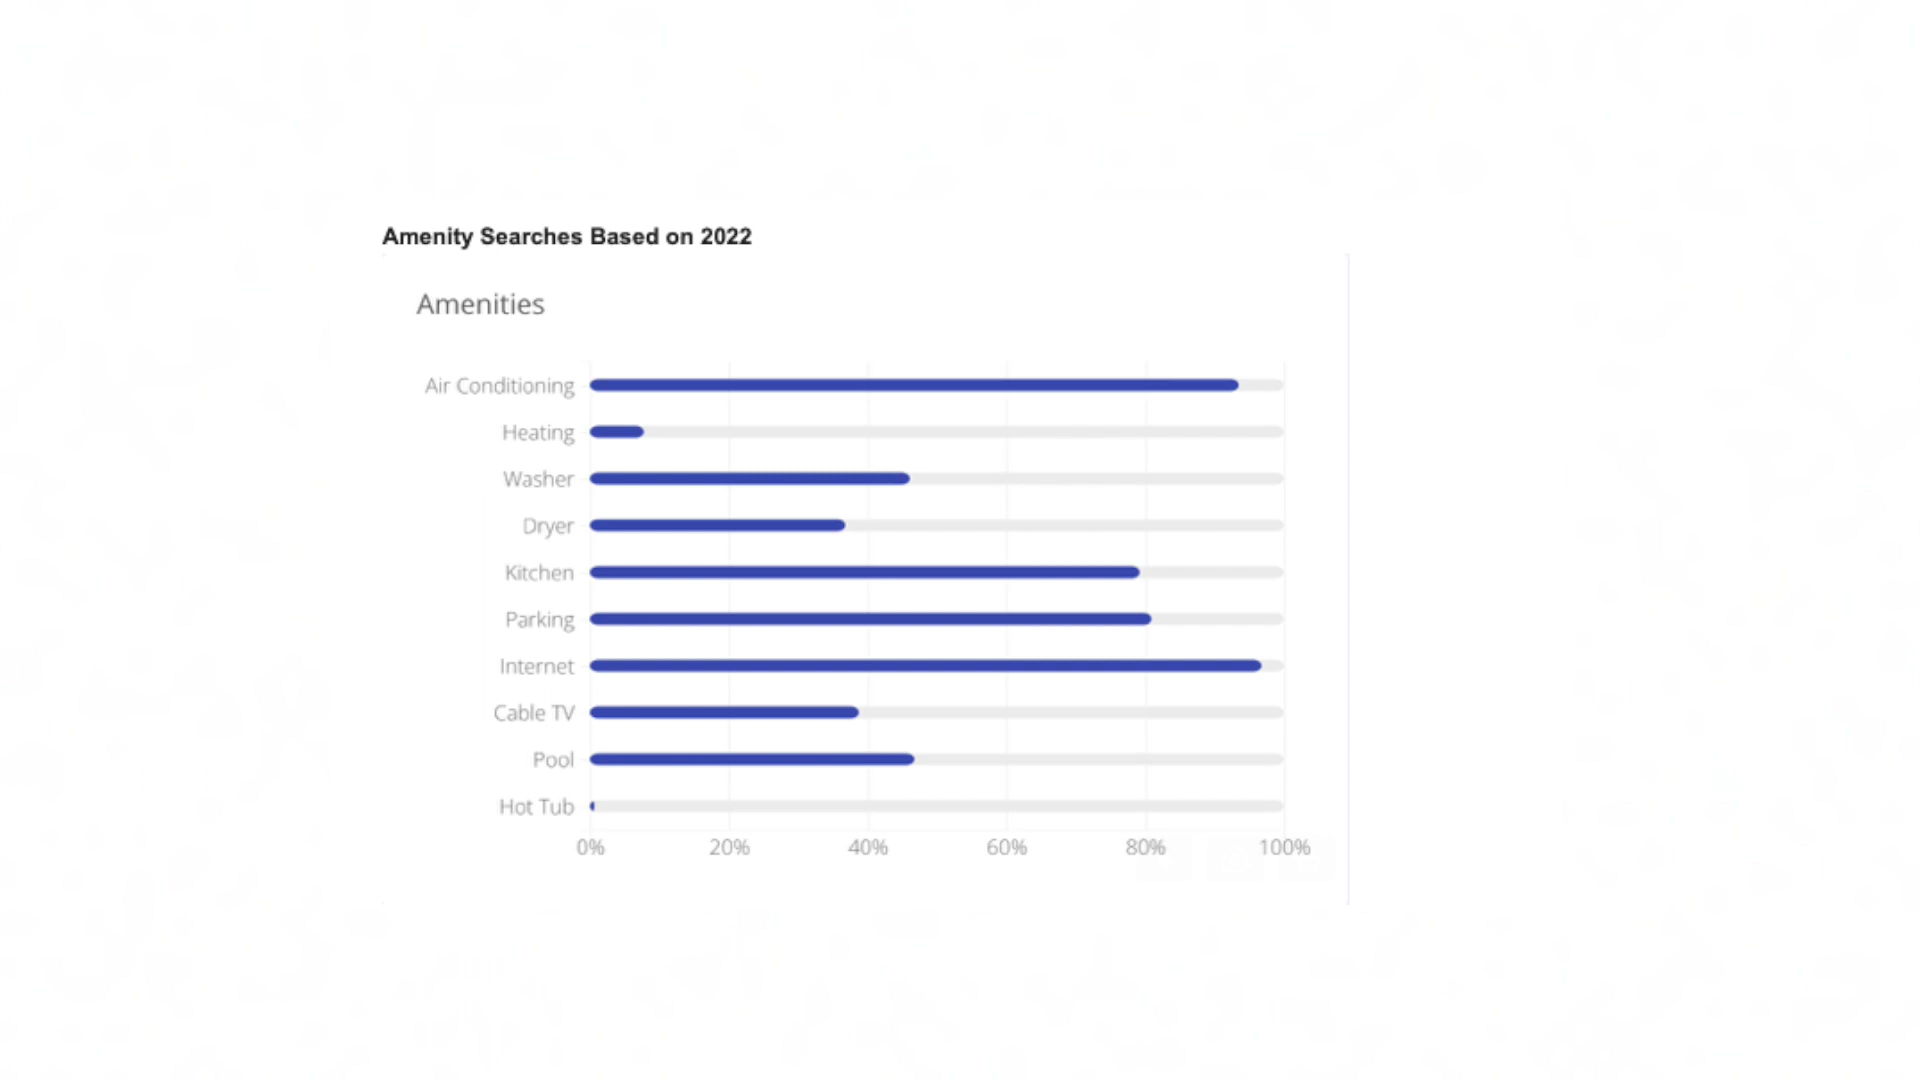 Amenity Searches Based on 2022
Amenities
Air Conditioning
Heating
Washer
Dryer
Kitchen
Parking
Internet
Cable TV
Pool
Hot Tub
0% 20% 40% 60% 80% 100%